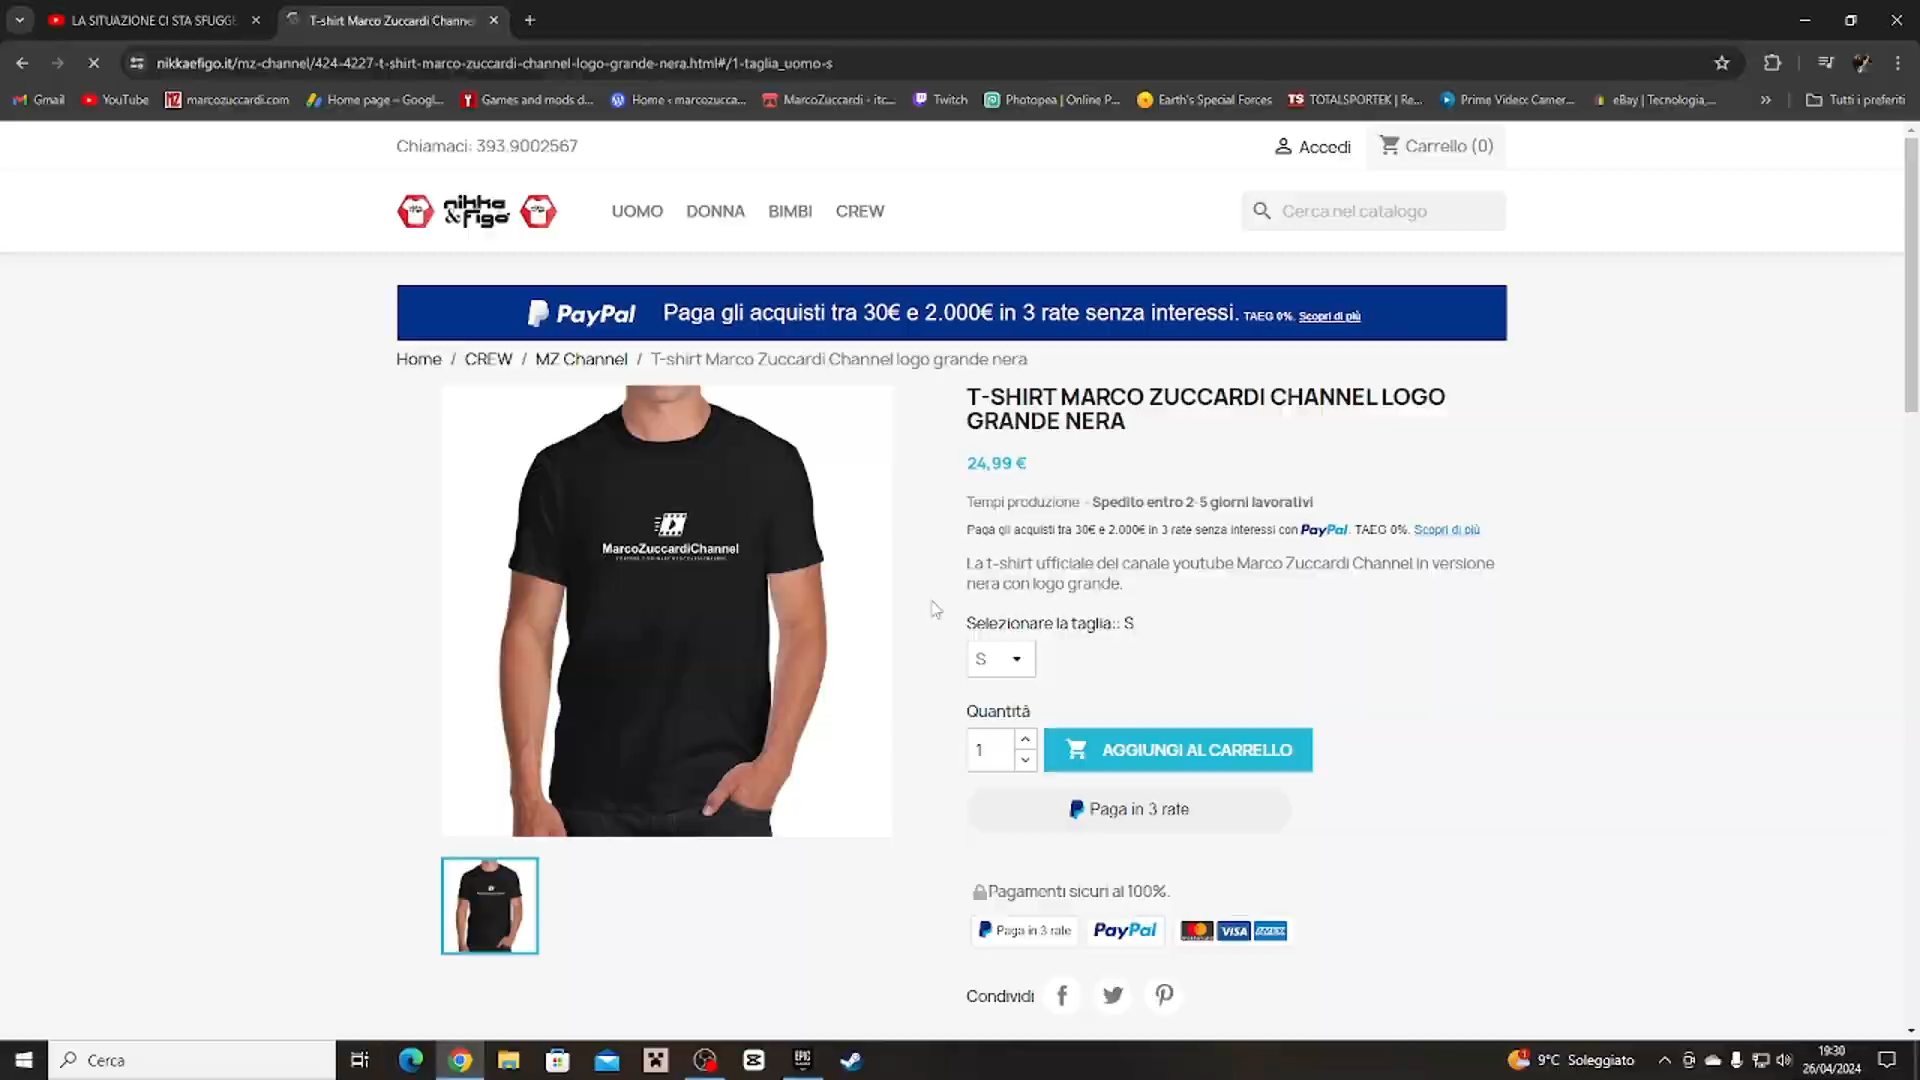 LA SITUAZIONE CI STA SFUGG
T-shirt Marco Zuccardi Channe
nikkaefigo.it/mz-channel/424-4227-t-shirt-marco-zuccardi-channel-logo-grande-nera.html#/1-taglia_uomo-s
Gmail YouTube marcozuccardi.com Home page – Googl... Games and mods d... Home ‹ marcozucca... MarcoZuccardi - itc... Twitch Photopea | Online P... Earth's Special Forces TOTALSPORTEK | Re... Prime Video: Camer... eBay | Tecnologia,... » Tutti i preferiti
Chiamaci: 393.9002567
Accedi Carrello (0)
nikka &figo
UOMO DONNA BIMBI CREW
Cerca nel catalogo
PayPal Paga gli acquisti tra 30€ e 2.000€ in 3 rate senza interessi. TAEG 0%. Scopri di più
Home / CREW / MZ Channel / T-shirt Marco Zuccardi Channel logo grande nera
MarcoZuccardiChannel
T-SHIRT MARCO ZUCCARDI CHANNEL LOGO
GRANDE NERA
24,99 €
Tempi produzione - Spedito entro 2-5 giorni lavorativi
Paga gli acquisti tra 30€ e 2.000€ in 3 rate senza interessi con PayPal. TAEG 0%. Scopri di più
La t-shirt ufficiale del canale youtube Marco Zuccardi Channel in versione
nera con logo grande.
Selezionare la taglia:: S
S
Quantità
1 AGGIUNGI AL CARRELLO
Paga in 3 rate
Pagamenti sicuri al 100%.
Paga in 3 rate PayPal VISA AMEX
Condividi
Cerca
EPIC
9°C Soleggiato
19:30
26/04/2024